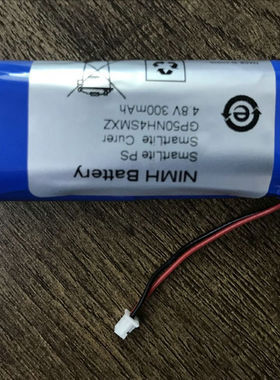 NiMH Battery
SmartLite PS
SmartLite Curer
GP50NH4SMXZ
4.8V 300mAh